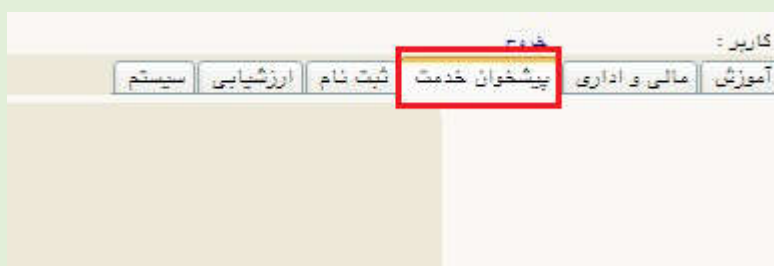 کاربر : خروج
آموزش مالی و اداری پیشخوان خدمت ثبت نام ارزشیابی سیستم